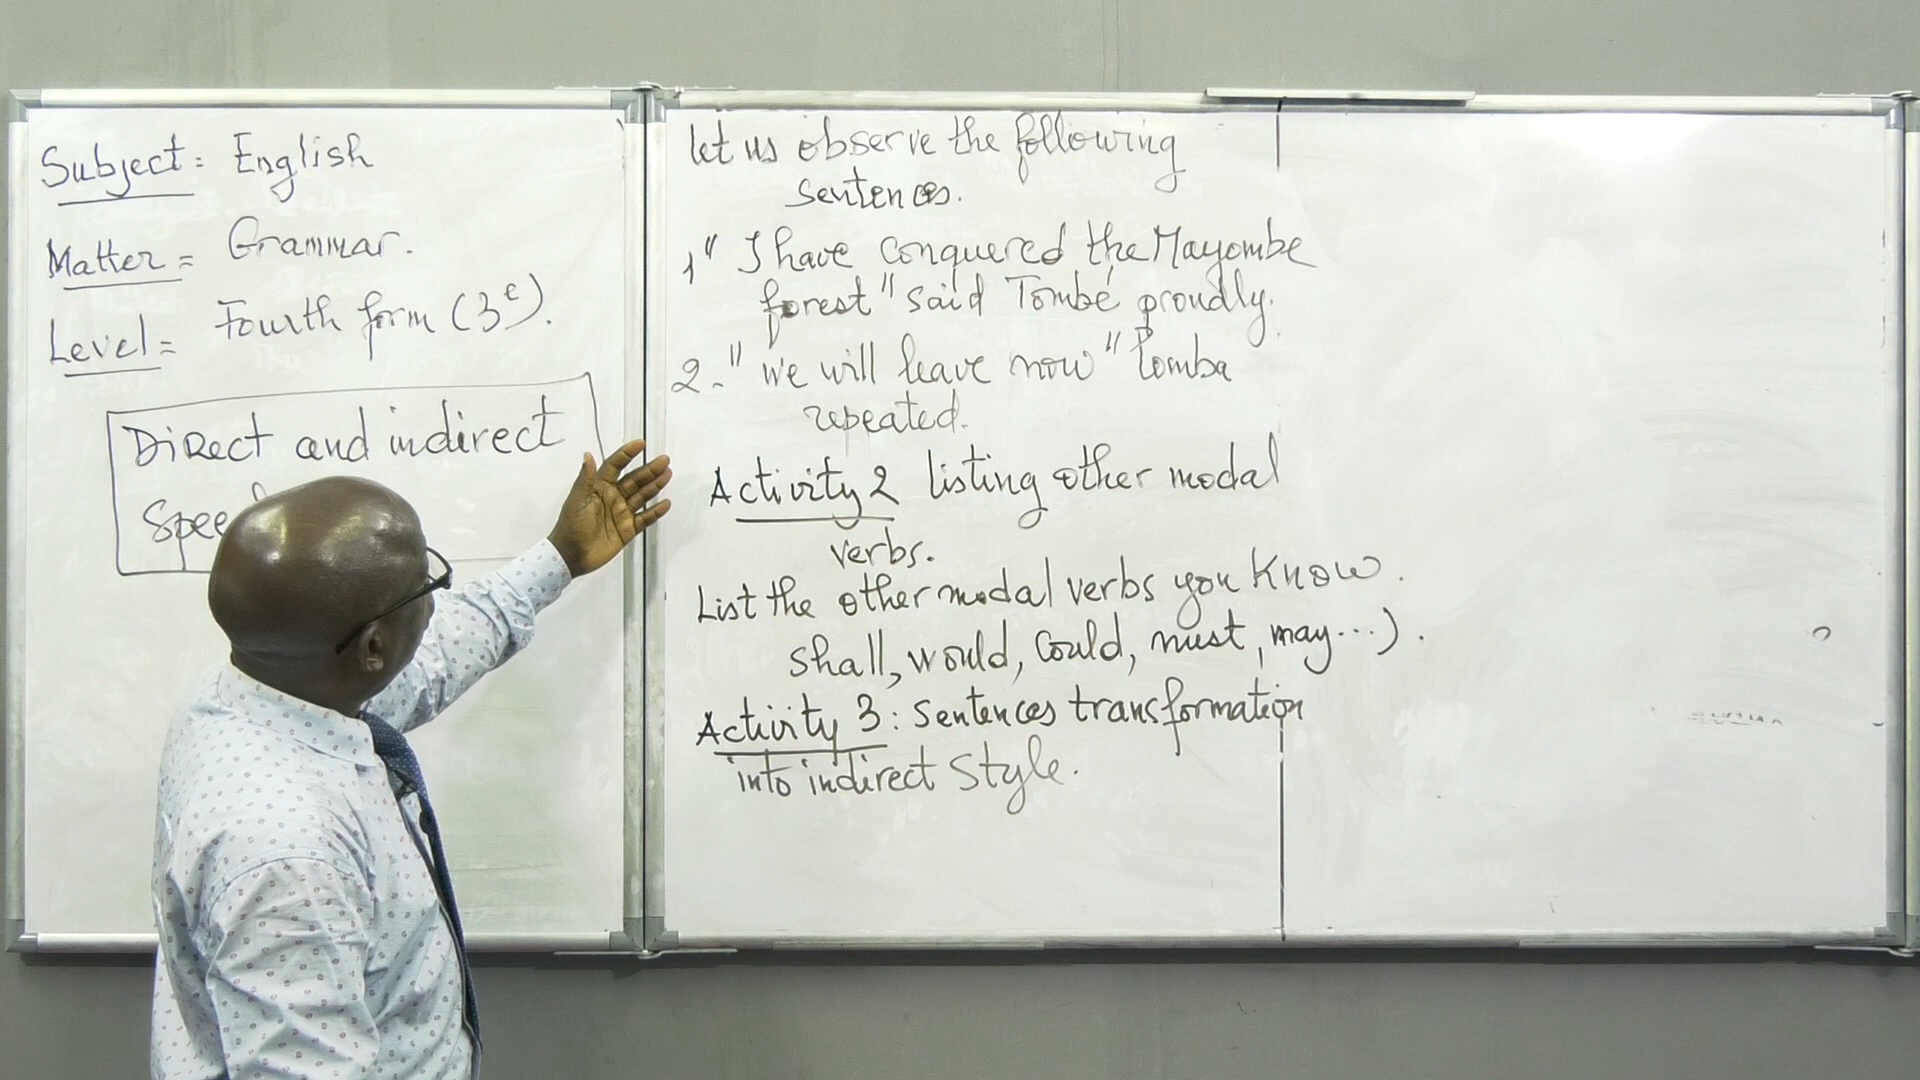 Subject: English
Matter = Grammar.
Level = Fourth form (3e).
Direct and indirect
let us observe the following
sentences.
1" I have conquered the Mayombe
forest" said Tombé proudly.
2-" we will leave now" Tomba
repeated.
Activity 2 listing other modal
verbs.
List the other modal verbs you know.
shall, would, could, must, may...).
Activity 3: sentences transformation
into indirect style.